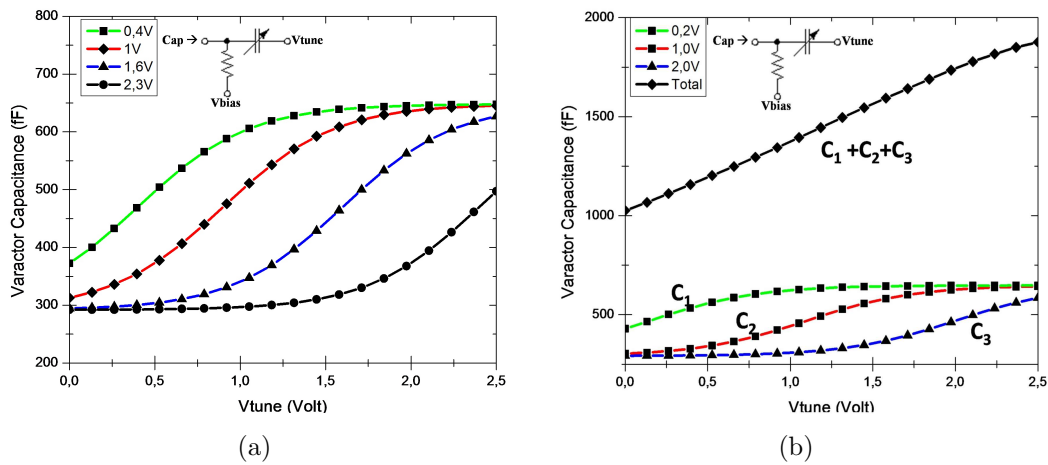 800
700
600
500
400
300
200
Varactor Capacitance (fF)
0,4V
1V
1,6V
2,3V
Cap →
Vtune
Vbias
0,0
0,5
1,0
1,5
2,0
2,5
Vtune (Volt)
(a)
2000
1500
1000
500
Varactor Capacitance (fF)
0,2V
1,0V
2,0V
Total
Cap →
Vtune
Vbias
C1 +C2+C3
C1
C2
C3
0,0
0,5
1,0
1,5
2,0
2,5
Vtune (Volt)
(b)